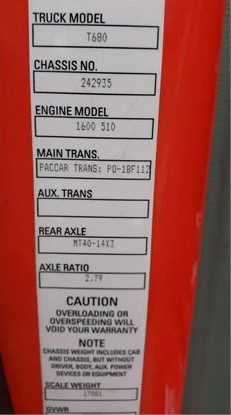 TRUCK MODEL
T680
CHASSIS NO.
242935
ENGINE MODEL
1600 510
MAIN TRANS.
PACCAR TRANS: PO-18F112
AUX. TRANS
REAR AXLE
MT40-14X3
AXLE RATIO
2.79
CAUTION
OVERLOADING OR
OVERSPEEDING WILL
VOID YOUR WARRANTY
NOTE
CHASSIS WEIGHT INCLUDES CAB
AND CHASSIS, BUT WITHOUT
DRIVER, BODY, AUX. POWER
DEVICES OR EQUIPMENT
SCALE WEIGHT
GVWR